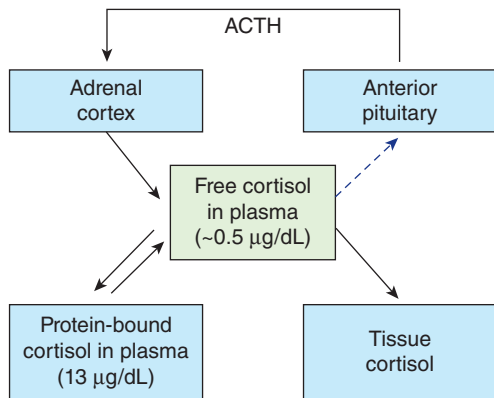 ACTH
Adrenal
cortex
Anterior
pituitary
Free cortisol
in plasma
(~0.5 μg/dL)
Protein-bound
cortisol in plasma
(13 μg/dL)
Tissue
cortisol